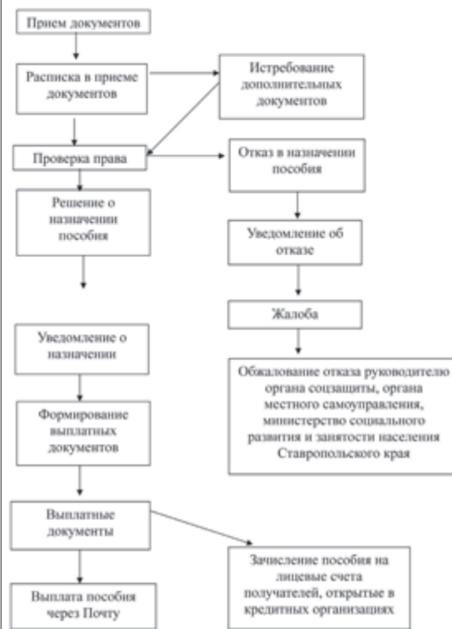 Прием документов
Расписка в приеме
документов
Истребование
дополнительных
документов
Проверка права
Отказ в назначении
пособия
Решение о
назначении
пособия
Уведомление об
отказе
Жалоба
Уведомление о
назначении
Обжалование отказа руководителю
органа соцзащиты, органа
местного самоуправления,
министерство социального
развития и занятости населения
Ставропольского края
Формирование
выплатных
документов
Выплатные
документы
Зачисление пособия на
лицевые счета
получателей, открытые в
кредитных организациях
Выплата пособия
через Почту